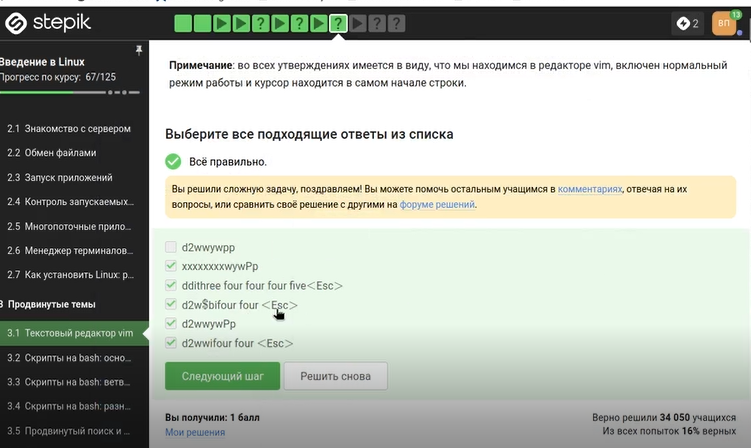 stepik
2
ВП
13
Введение в Linux
Прогресс по курсу: 67/125
2.1 Знакомство с сервером
2.2 Обмен файлами
2.3 Запуск приложений
2.4 Контроль запускаемых...
2.5 Многопоточные прило...
2.6 Менеджер терминалов...
2.7 Как установить Linux: р...
3 Продвинутые темы
3.1 Текстовый редактор vim
3.2 Скрипты на bash: осно...
3.3 Скрипты на bash: ветв...
3.4 Скрипты на bash: разн...
3.5 Продвинутый поиск и ...
Примечание: во всех утверждениях имеется в виду, что мы находимся в редакторе vim, включен нормальный
режим работы и курсор находится в самом начале строки.
Выберите все подходящие ответы из списка
Всё правильно.
Вы решили сложную задачу, поздравляем! Вы можете помочь остальным учащимся в комментариях, отвечая на их
вопросы, или сравнить своё решение с другими на форуме решений.
d2wwywpp
xxxxxxxxwywPp
ddithree four four four five<Esc>
d2w$bifour four <Esc>
d2wwywPp
d2wwifour four <Esc>
Следующий шаг
Решить снова
Вы получили: 1 балл
Мои решения
Верно решили 34 050 учащихся
Из всех попыток 16% верных